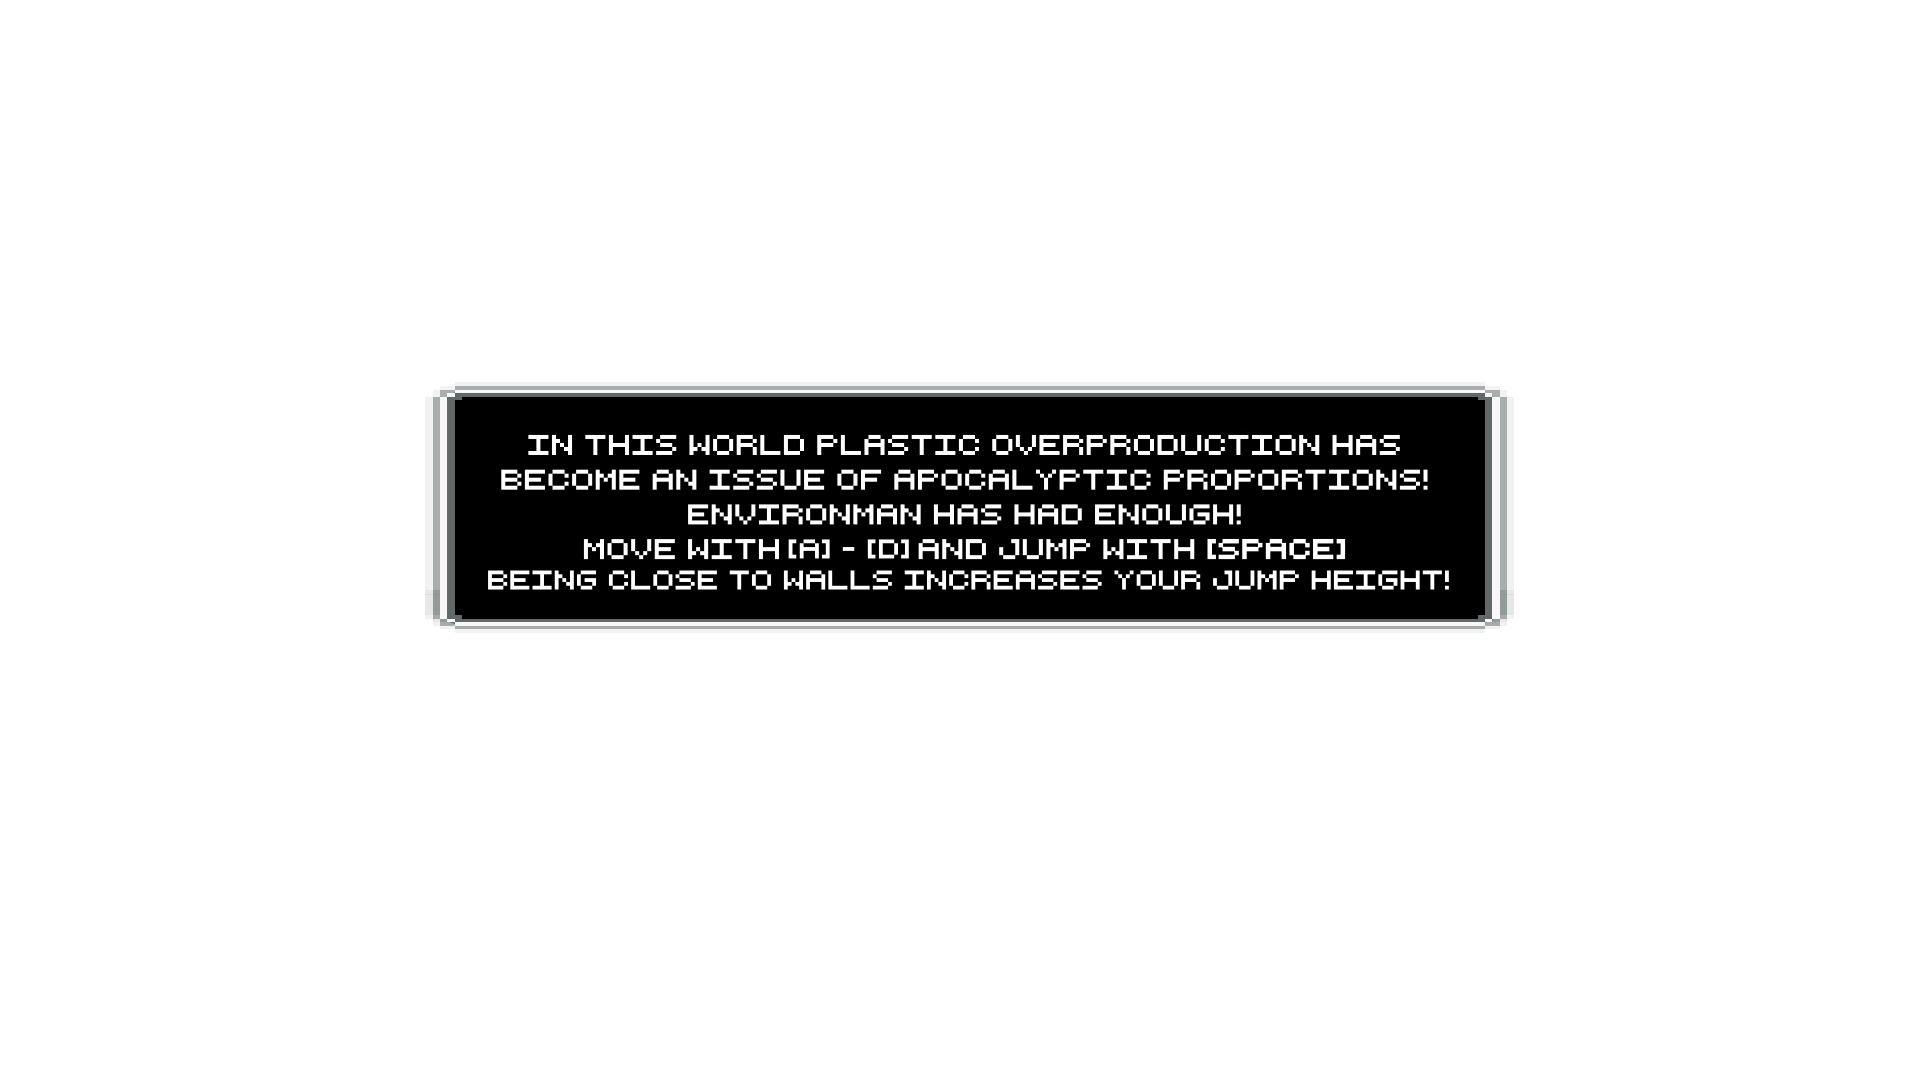 IN THIS WORLD PLASTIC OVERPRODUCTION HAS
BECOME AN ISSUE OF APOCALYPTIC PROPORTIONS!
ENVIRONMAN HAS HAD ENOUGH!
MOVE WITH [A] - [D] AND JUMP WITH [SPACE]
BEING CLOSE TO WALLS INCREASES YOUR JUMP HEIGHT!